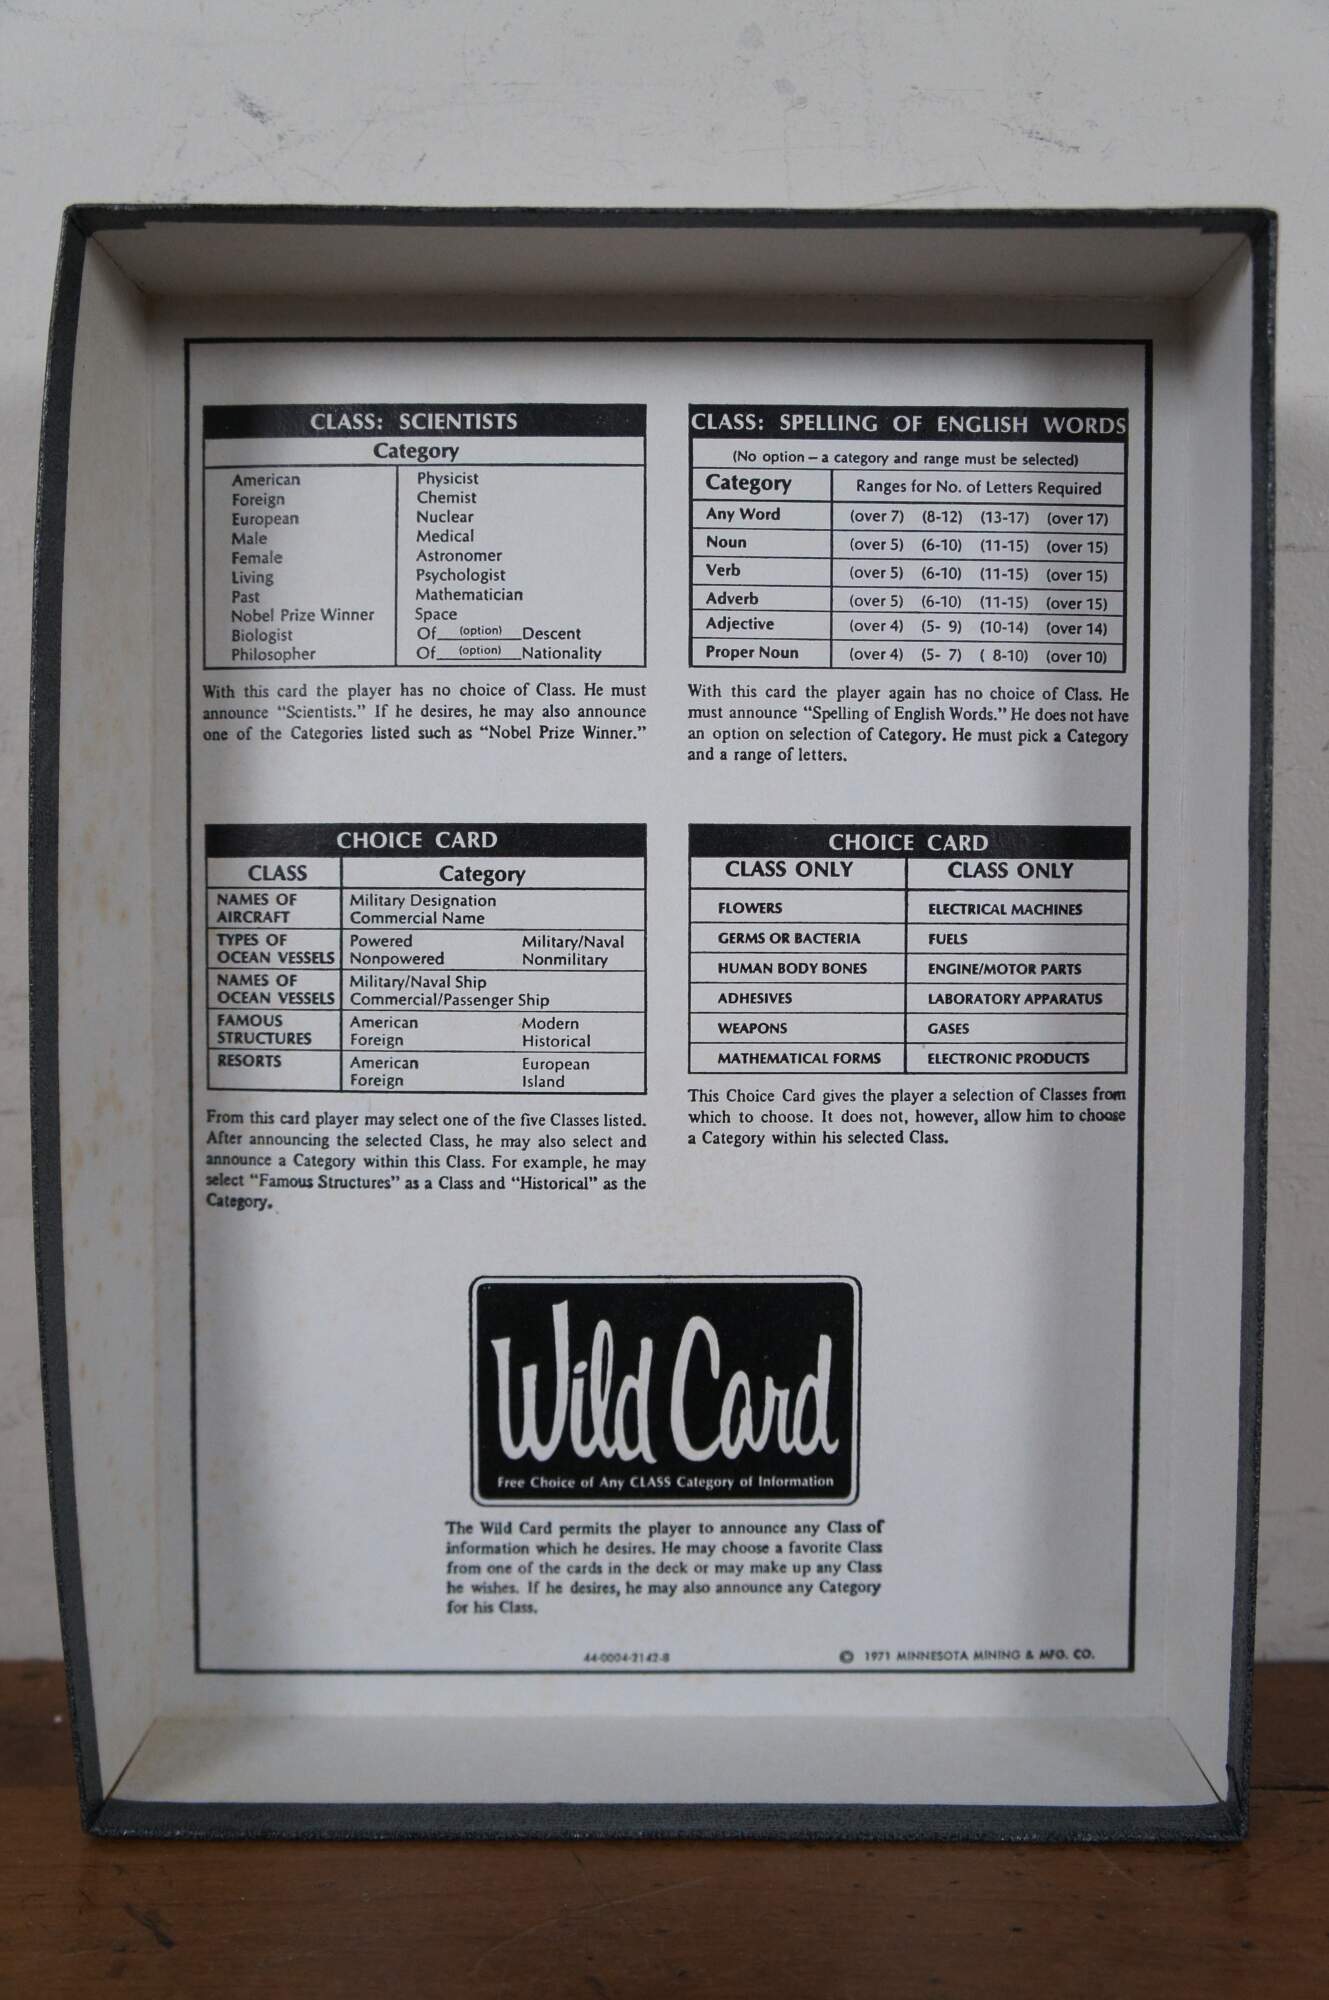 CLASS: SCIENTISTS
Category
American
Foreign
European
Male
Female
Living
Past
Nobel Prize Winner
Biologist
Philosopher
Physicist
Chemist
Nuclear
Medical
Astronomer
Psychologist
Mathematician
Space
Of___(option)___Descent
Of___(option)___Nationality
With this card the player has no choice of Class. He must
announce “Scientists.” If he desires, he may also announce
one of the Categories listed such as “Nobel Prize Winner.”
CLASS: SPELLING OF ENGLISH WORDS
(No option – a category and range must be selected)
Category Ranges for No. of Letters Required
Any Word (over 7) (8-12) (13-17) (over 17)
Noun (over 5) (6-10) (11-15) (over 15)
Verb (over 5) (6-10) (11-15) (over 15)
Adverb (over 5) (6-10) (11-15) (over 15)
Adjective (over 4) (5- 9) (10-14) (over 14)
Proper Noun (over 4) (5- 7) ( 8-10) (over 10)
With this card the player again has no choice of Class. He
must announce “Spelling of English Words.” He does not have
an option on selection of Category. He must pick a Category
and a range of letters.
CHOICE CARD
CLASS Category
NAMES OF Military Designation
AIRCRAFT Commercial Name
TYPES OF Powered Military/Naval
OCEAN VESSELS Nonpowered Nonmilitary
NAMES OF Military/Naval Ship
OCEAN VESSELS Commercial/Passenger Ship
FAMOUS American Modern
STRUCTURES Foreign Historical
RESORTS American European
Foreign Island
From this card player may select one of the five Classes listed.
After announcing the selected Class, he may also select and
announce a Category within this Class. For example, he may
select “Famous Structures” as a Class and “Historical” as the
Category.
CHOICE CARD
CLASS ONLY CLASS ONLY
FLOWERS ELECTRICAL MACHINES
GERMS OR BACTERIA FUELS
HUMAN BODY BONES ENGINE/MOTOR PARTS
ADHESIVES LABORATORY APPARATUS
WEAPONS GASES
MATHEMATICAL FORMS ELECTRONIC PRODUCTS
This Choice Card gives the player a selection of Classes from
which to choose. It does not, however, allow him to choose
a Category within his selected Class.
Wild Card
Free Choice of Any CLASS Category of Information
The Wild Card permits the player to announce any Class of
information which he desires. He may choose a favorite Class
from one of the cards in the deck or may make up any Class
he wishes. If he desires, he may also announce any Category
for his Class.
44-0004-2142-8
© 1971 MINNESOTA MINING & MFG. CO.